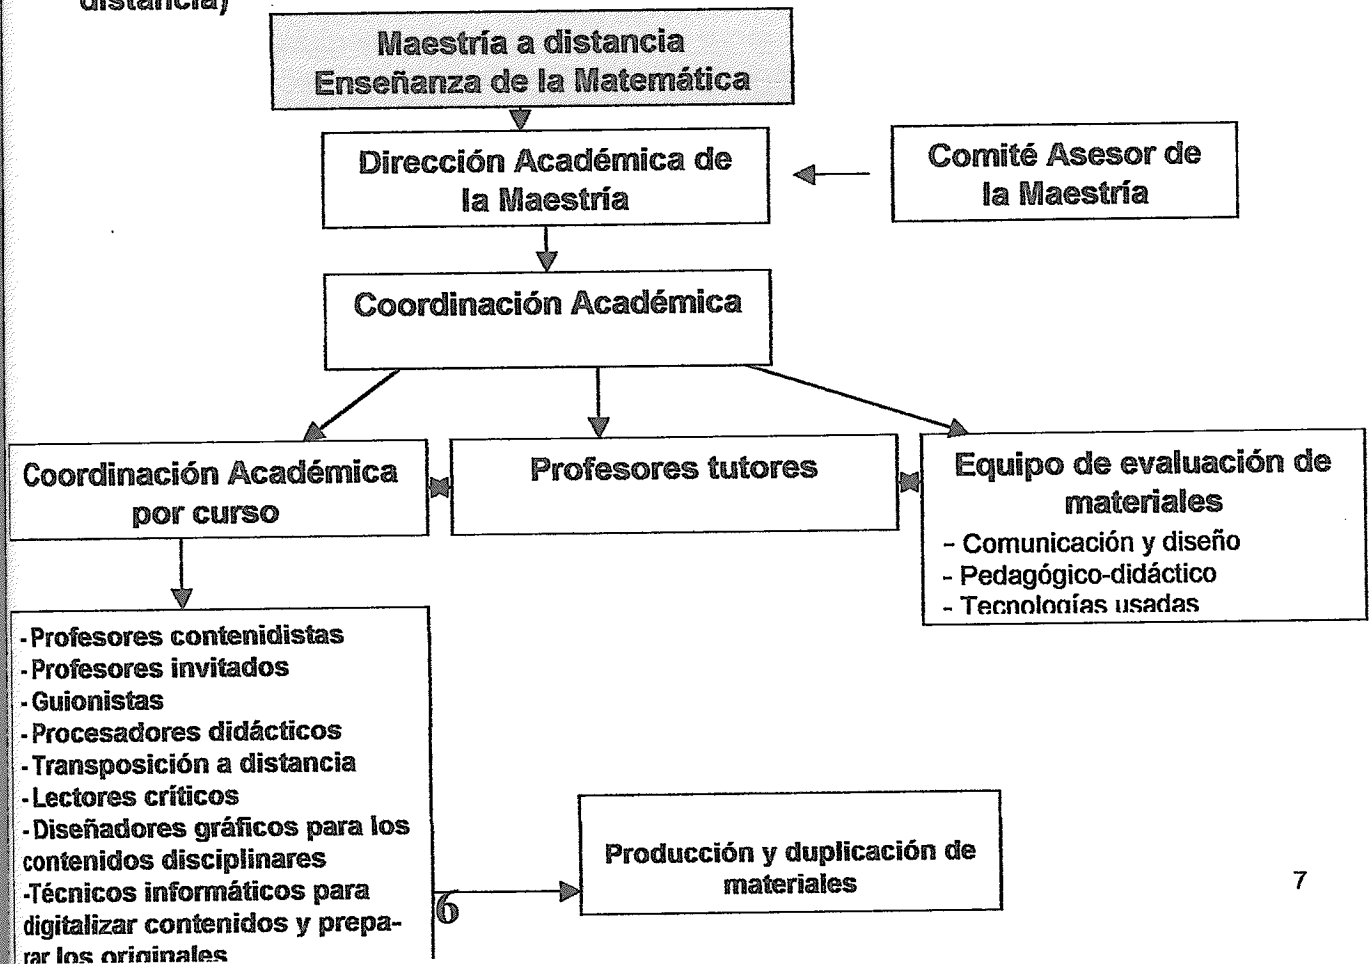 distancia)
Maestría a distancia
Enseñanza de la Matemática
Dirección Académica de
la Maestría
Comité Asesor de
la Maestría
Coordinación Académica
Coordinación Académica
por curso
Profesores tutores
Equipo de evaluación de
materiales
- Comunicación y diseño
- Pedagógico-didáctico
- Tecnologías usadas
-Profesores contenidistas
-Profesores invitados
-Guionistas
-Procesadores didácticos
-Transposición a distancia
-Lectores críticos
-Diseñadores gráficos para los
contenidos disciplinares
-Técnicos informáticos para
digitalizar contenidos y prepa-
rar los originales
6
Producción y duplicación de
materiales
7